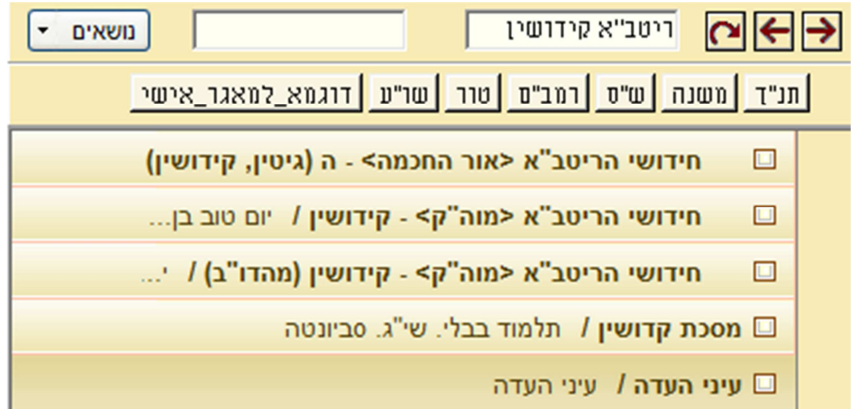 ריטב''א קידושין נושאים
תנ"ך משנה ש"ס רמב"ם טור שו"ע דוגמא_למאגר_אישי
חידושי הריטב"א <אור החכמה> - ה (גיטין, קידושין)
חידושי הריטב"א <מוה"ק> - קידושין / יום טוב בן...
חידושי הריטב"א <מוה"ק> - קידושין (מהדו"ב) / י...
מסכת קדושין / תלמוד בבלי. שי"ג. סביונטה
עיני העדה / עיני העדה